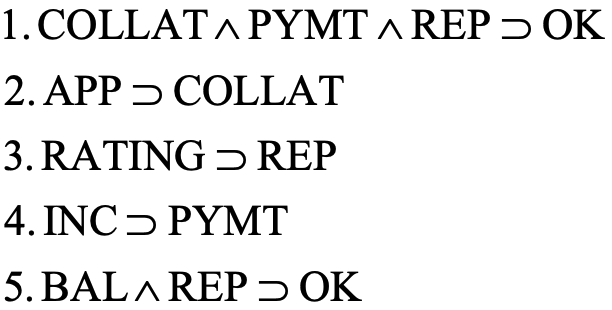 1. COLLAT ∧ PYMT ∧ REP ⊃ OK
2. APP ⊃ COLLAT
3. RATING ⊃ REP
4. INC ⊃ PYMT
5. BAL ∧ REP ⊃ OK